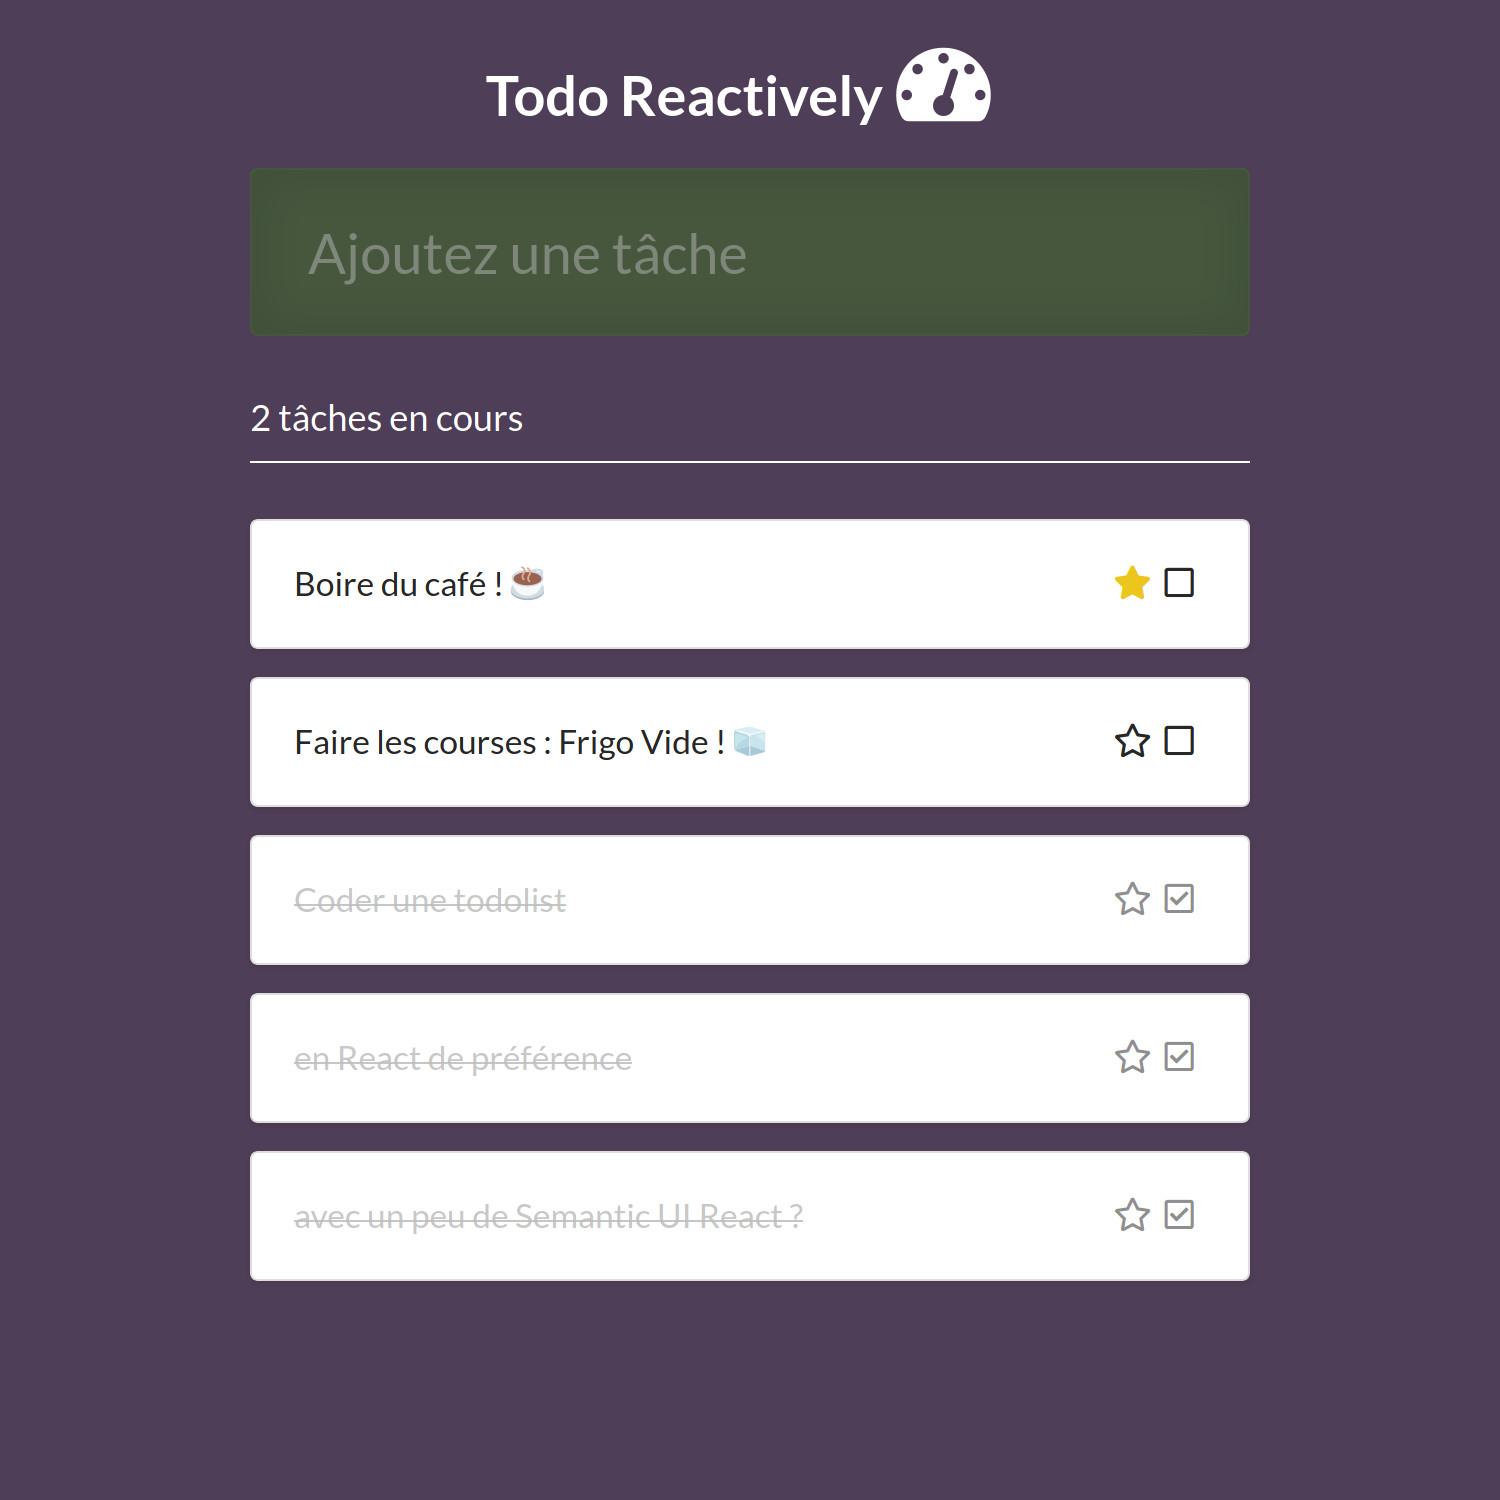 Todo Reactively
Ajoutez une tâche
2 tâches en cours
Boire du café ! ☕
Faire les courses : Frigo Vide ! 🧊
Coder une todolist
en React de préférence
avec un peu de Semantic UI React ?